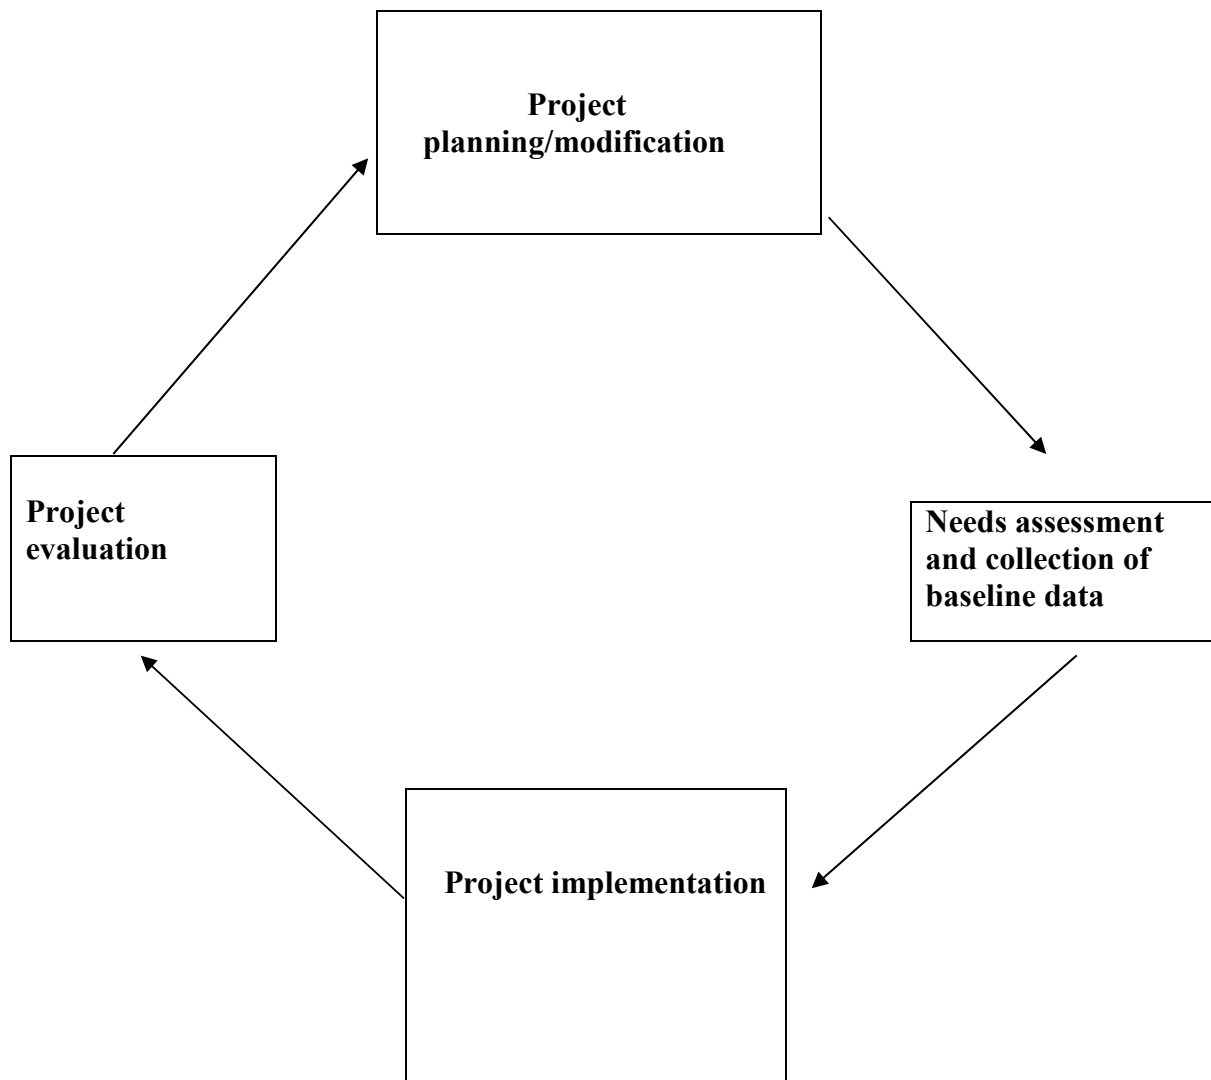 Project
planning/modification
Project
evaluation
Needs assessment
and collection of
baseline data
Project implementation